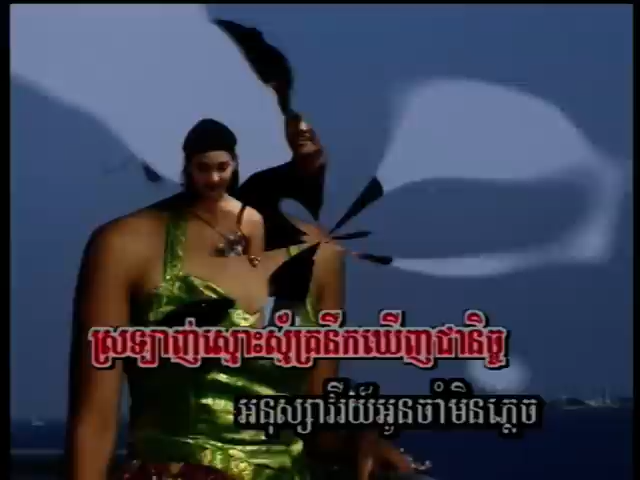 ស្រឡាញ់ស្មោះស្ម័គ្រនឹកឃើញជានិច្ច
អនុស្សាវរីយ៍អូនចាំមិនភ្លេច